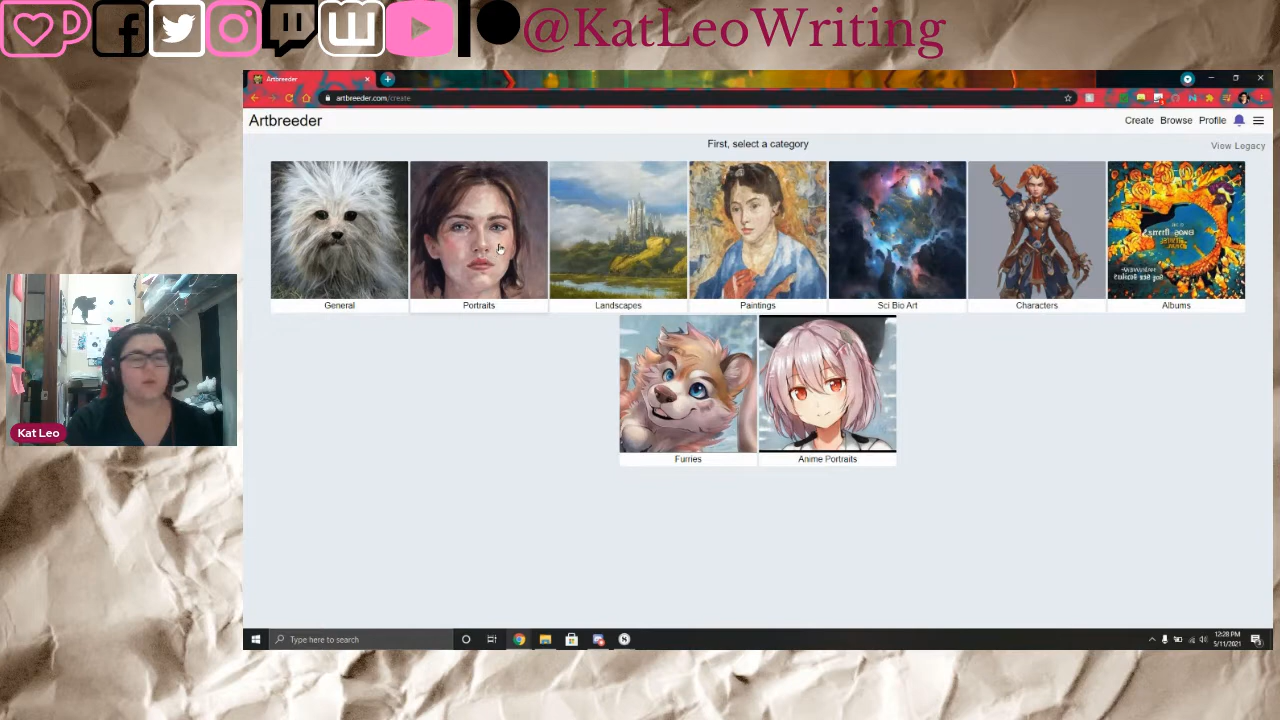 @KatLeoWriting
Artbreeder
artbreeder.com/create
Artbreeder
Create Browse Profile
First, select a category
View Legacy
General
Portraits
Landscapes
Paintings
Sci Bio Art
Characters
Albums
Furries
Anime Portraits
Kat Leo
Type here to search
12:28 PM
5/11/2021